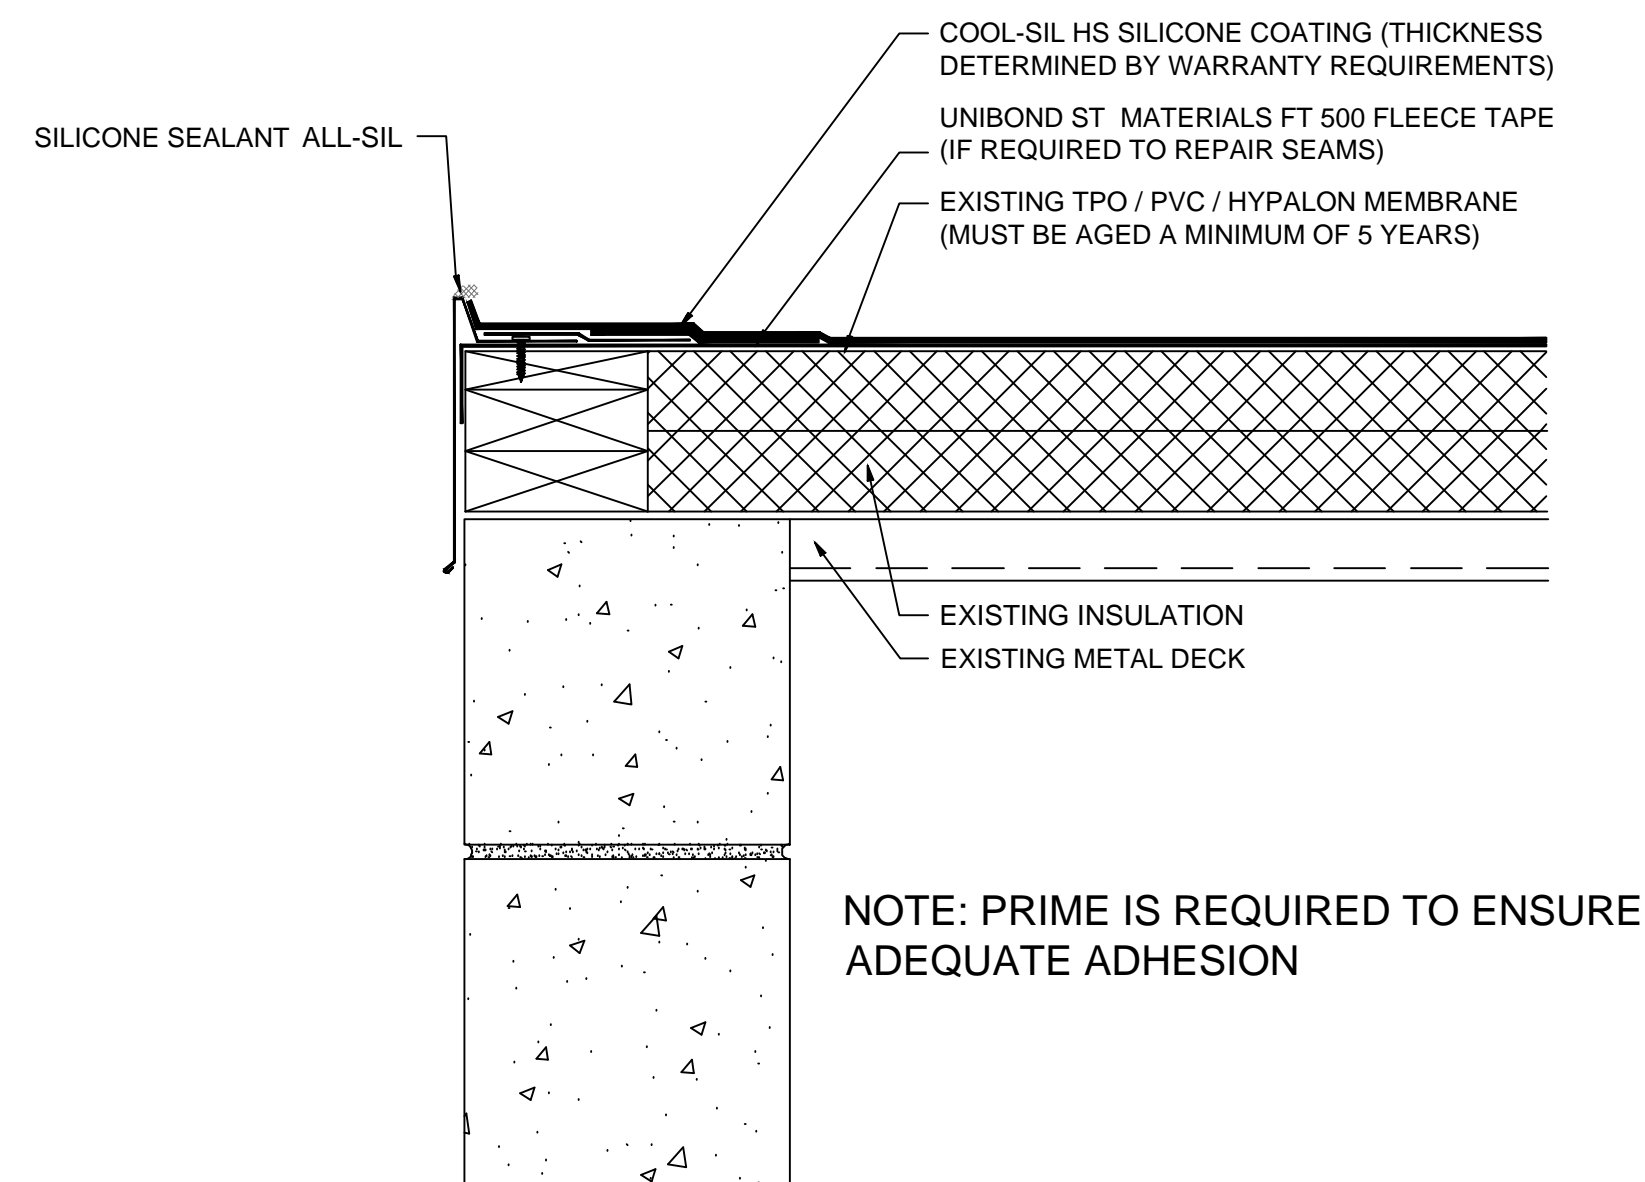 COOL-SIL HS SILICONE COATING (THICKNESS
DETERMINED BY WARRANTY REQUIREMENTS)
UNIBOND ST  MATERIALS FT 500 FLEECE TAPE
(IF REQUIRED TO REPAIR SEAMS)
SILICONE SEALANT  ALL-SIL
EXISTING TPO / PVC / HYPALON MEMBRANE
(MUST BE AGED A MINIMUM OF 5 YEARS)
EXISTING INSULATION
EXISTING METAL DECK
NOTE: PRIME IS REQUIRED TO ENSURE
ADEQUATE ADHESION